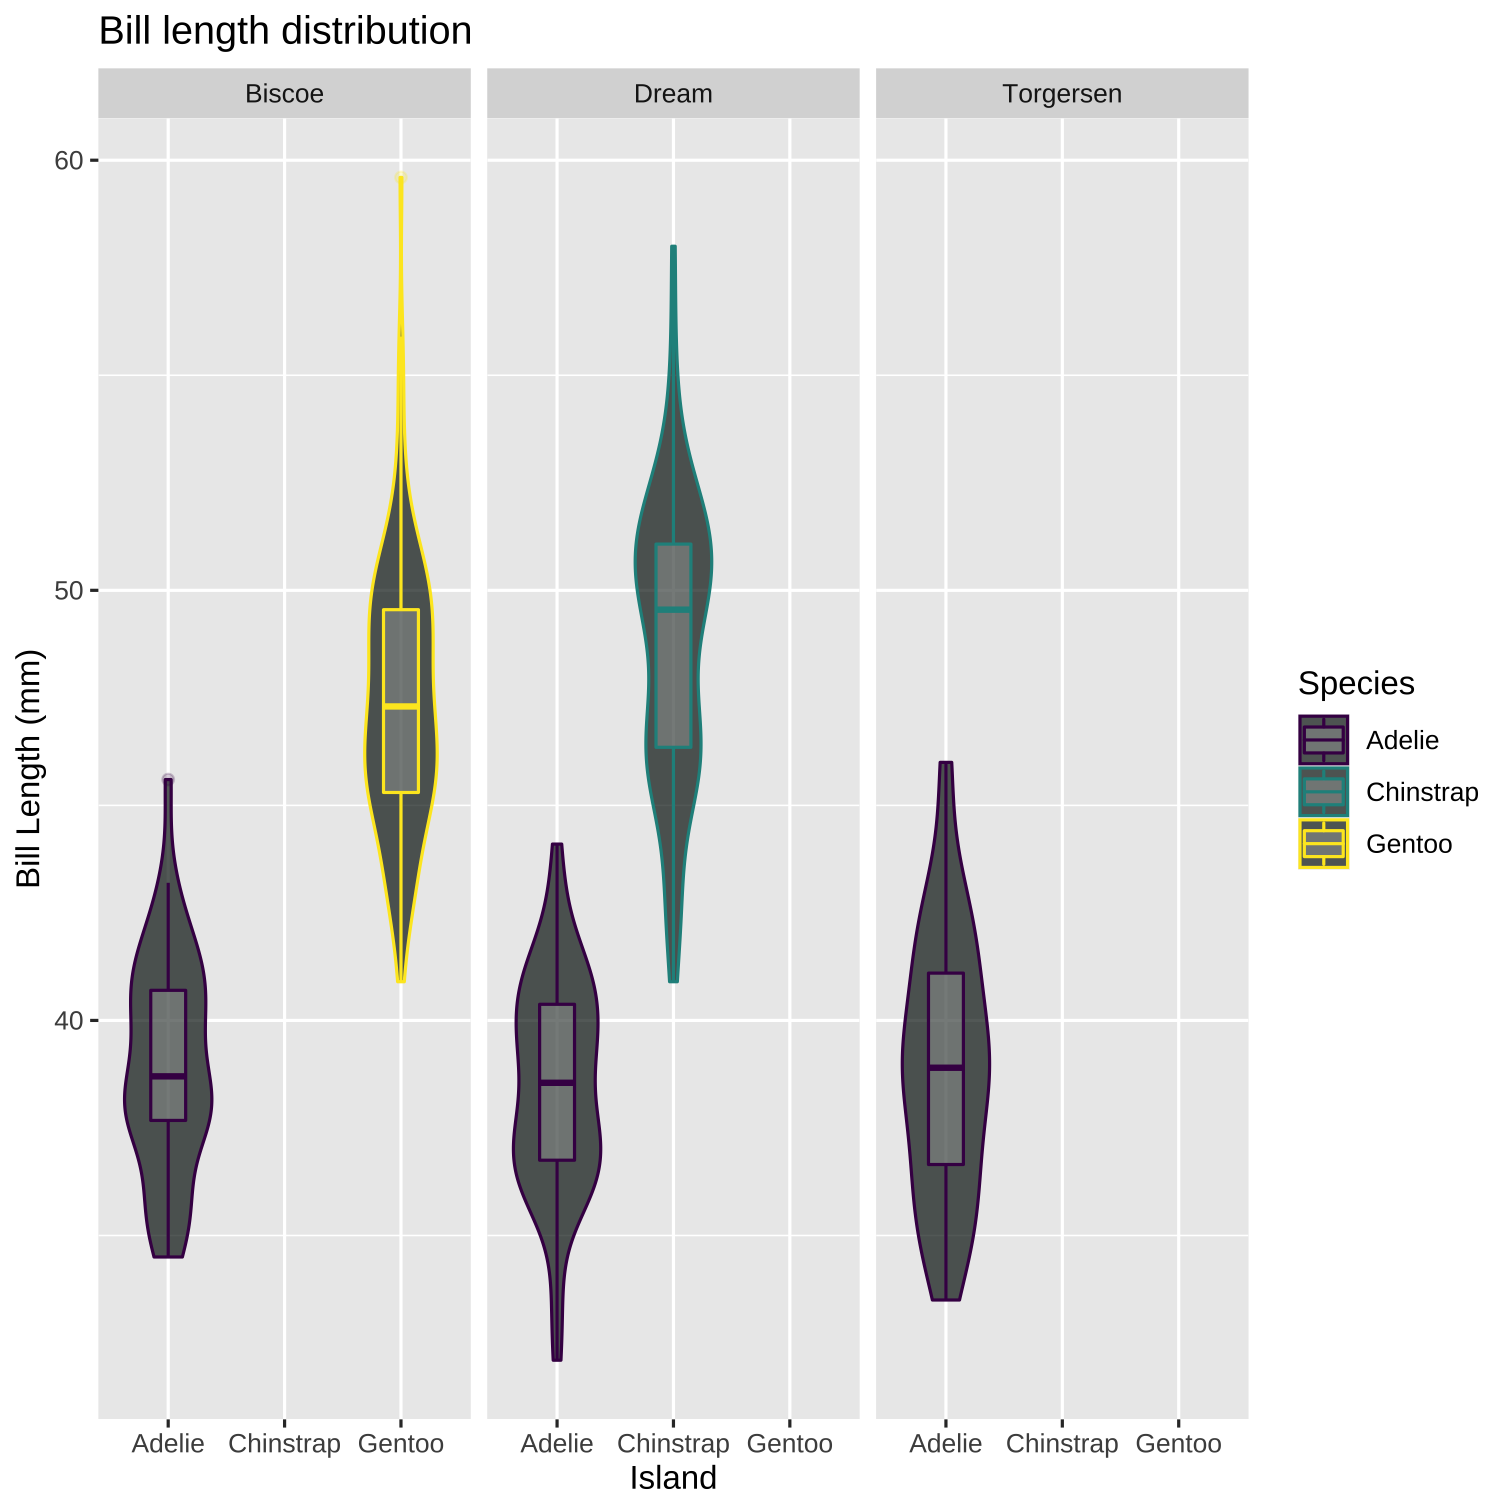 Bill length distribution
Biscoe
Dream
Torgersen
60
50
40
Bill Length (mm)
Adelie Chinstrap Gentoo
Adelie Chinstrap Gentoo
Adelie Chinstrap Gentoo
Island
Species
Adelie
Chinstrap
Gentoo